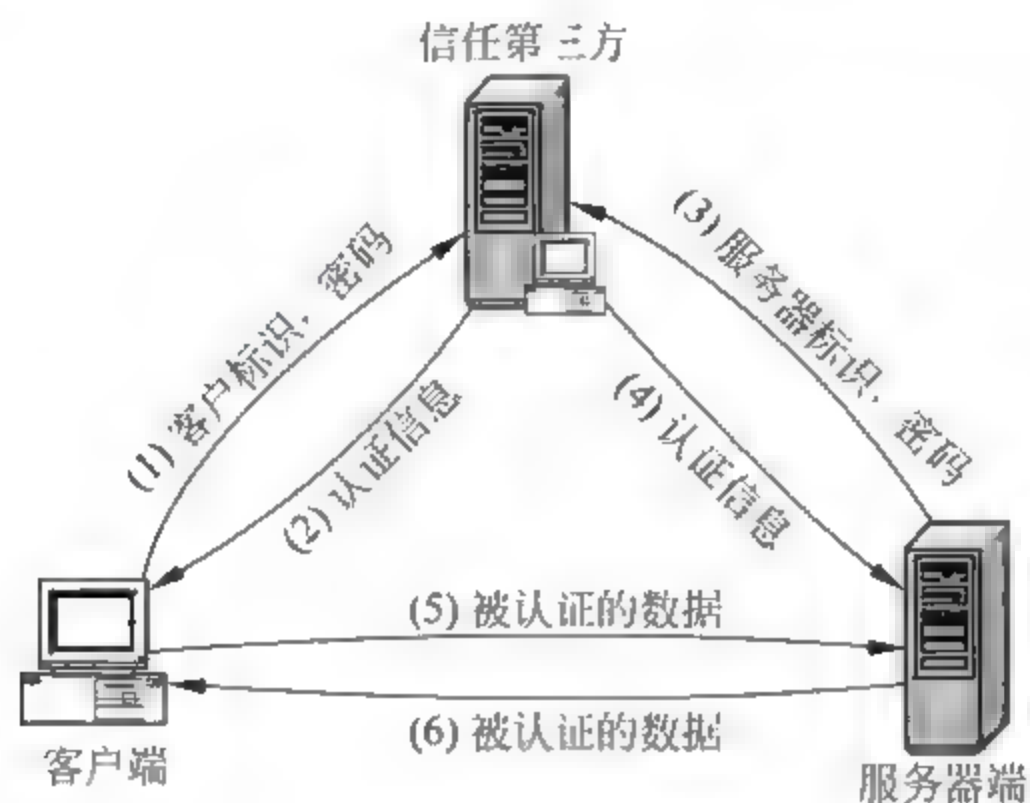 信任第三方
(1) 客户标识，密码
(2) 认证信息
(3) 服务器标识，密码
(4) 认证信息
(5) 被认证的数据
(6) 被认证的数据
客户端
服务器端